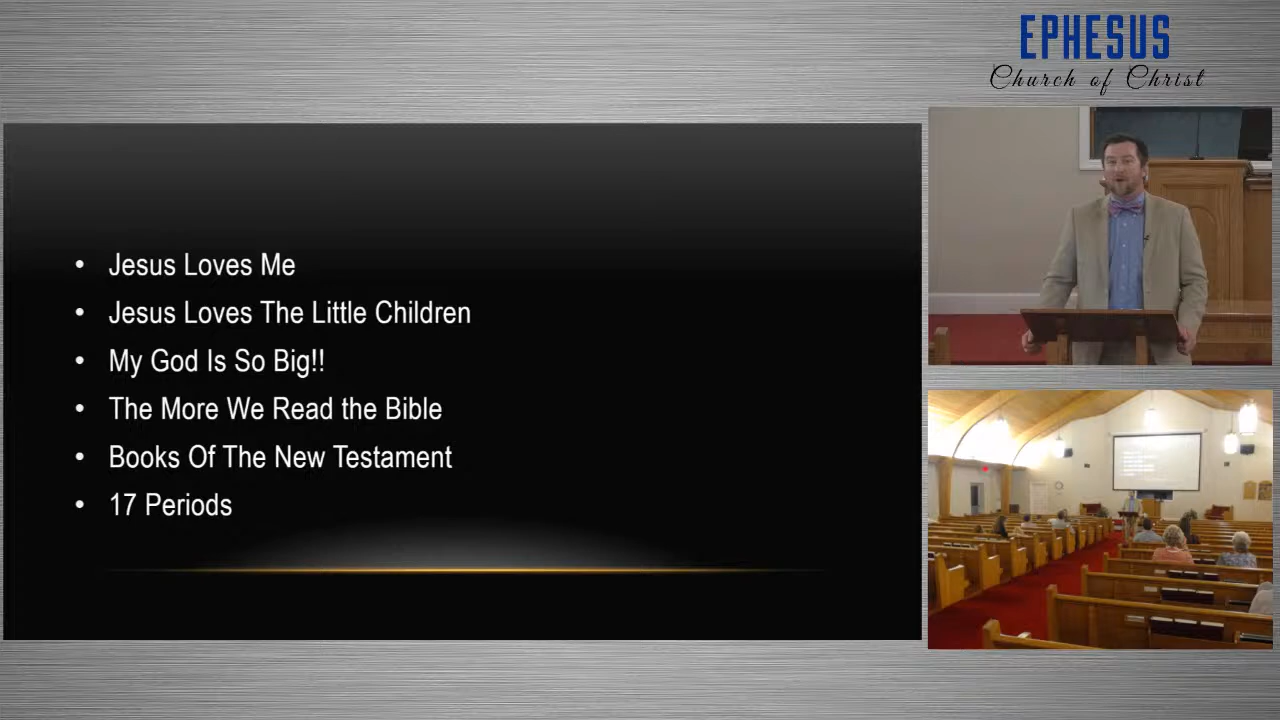 EPHESUS
Church of Christ
• Jesus Loves Me
• Jesus Loves The Little Children
• My God Is So Big!!
• The More We Read the Bible
• Books Of The New Testament
• 17 Periods